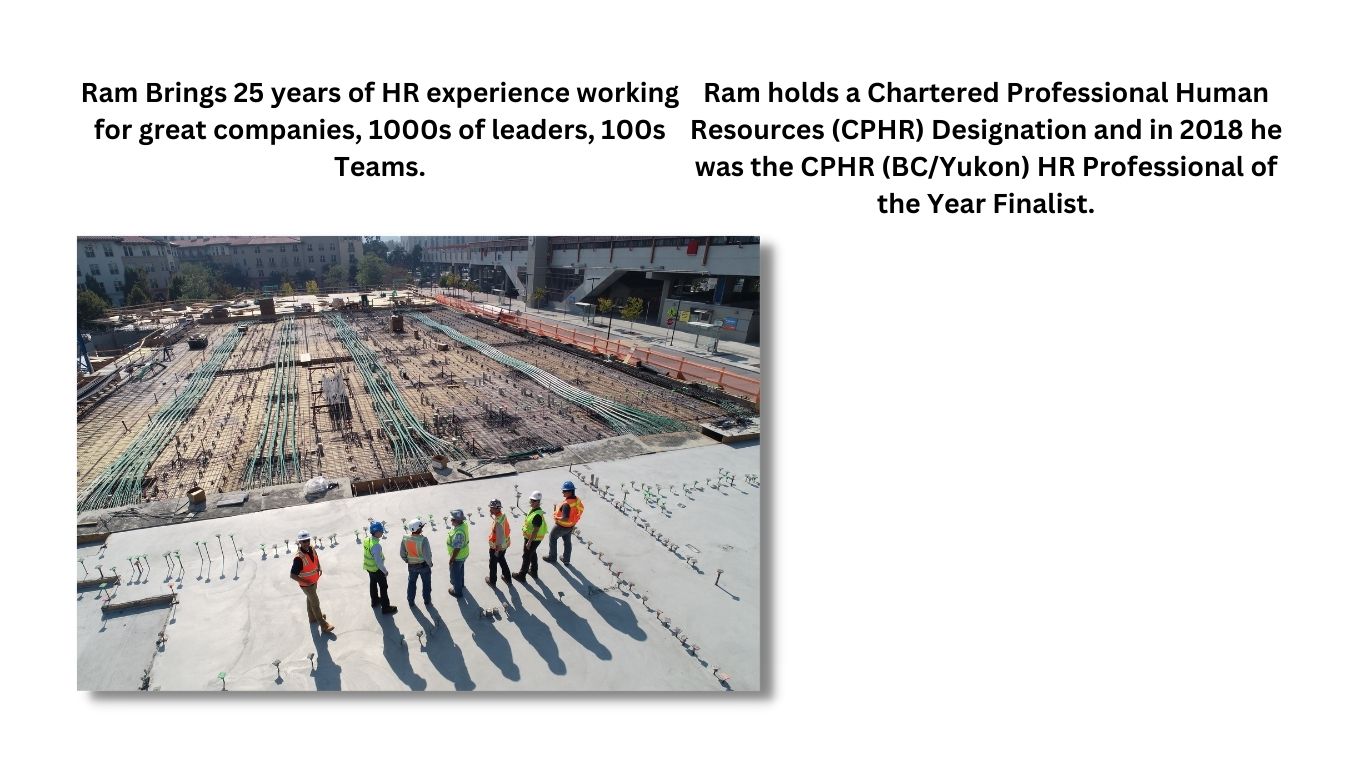 Ram Brings 25 years of HR experience working
for great companies, 1000s of leaders, 100s
Teams.
Ram holds a Chartered Professional Human
Resources (CPHR) Designation and in 2018 he
was the CPHR (BC/Yukon) HR Professional of
the Year Finalist.